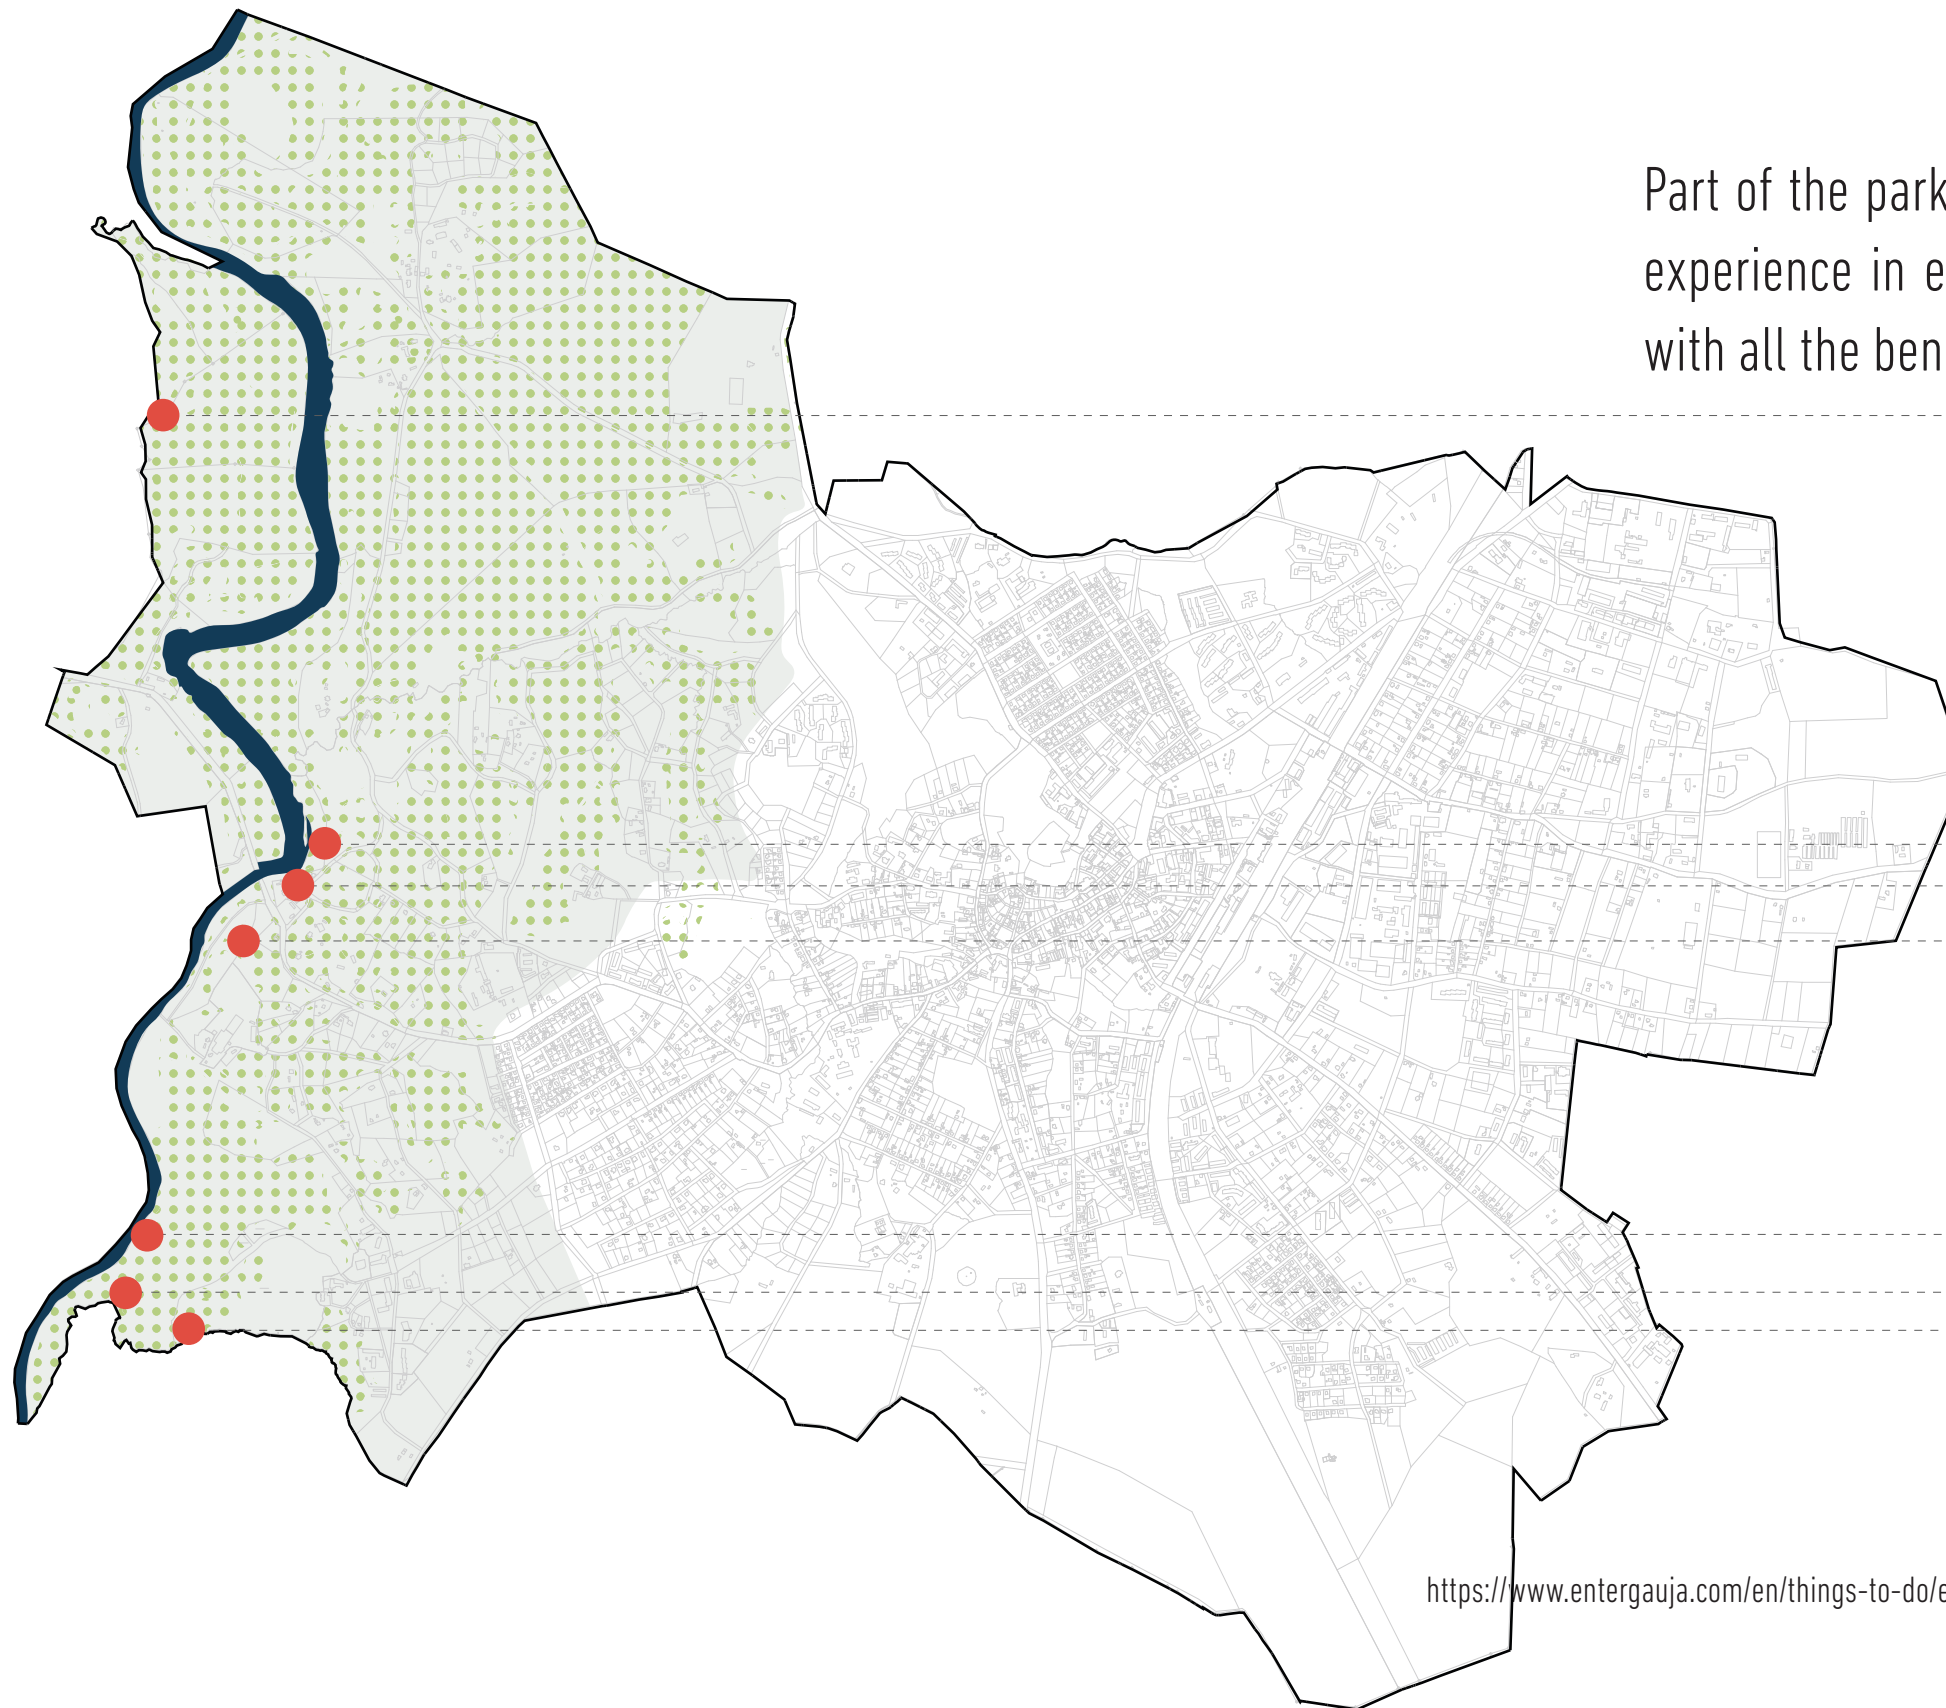 Part of the park
experience in e
with all the ben
https://www.entergauja.com/en/things-to-do/e